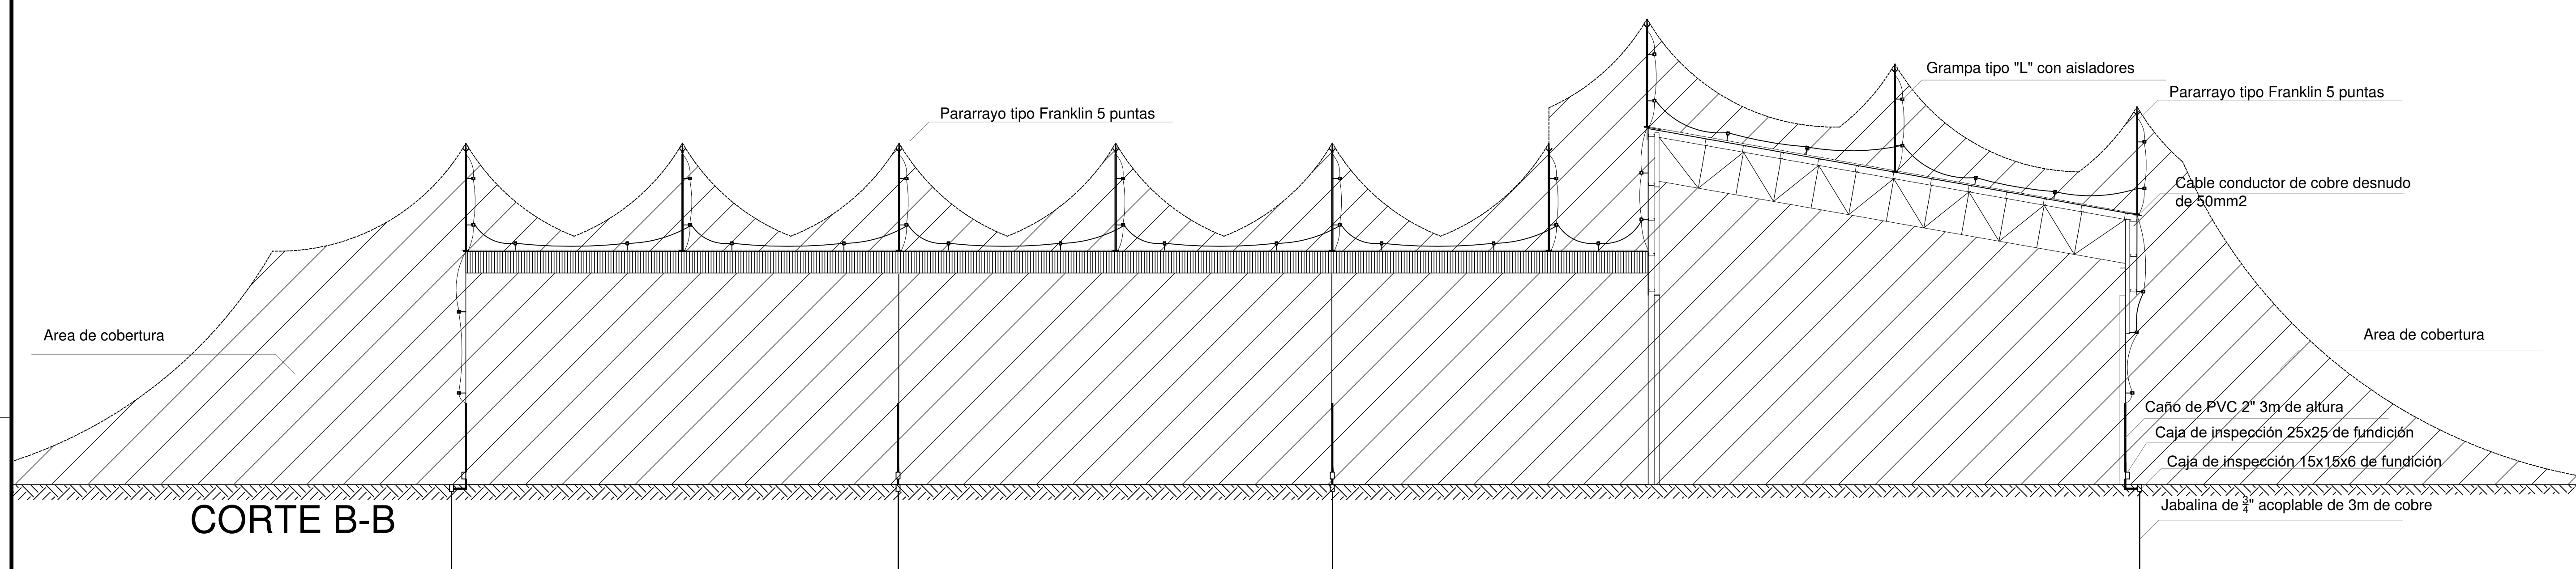 Grampa tipo "L" con aisladores
Pararrayo tipo Franklin 5 puntas
Pararrayo tipo Franklin 5 puntas
Cable conductor de cobre desnudo
de 50mm2
Area de cobertura
Area de cobertura
Caño de PVC 2" 3m de altura
Caja de inspección 25x25 de fundición
Caja de inspección 15x15x6 de fundición
Jabalina de 3/4" acoplable de 3m de cobre
CORTE B-B